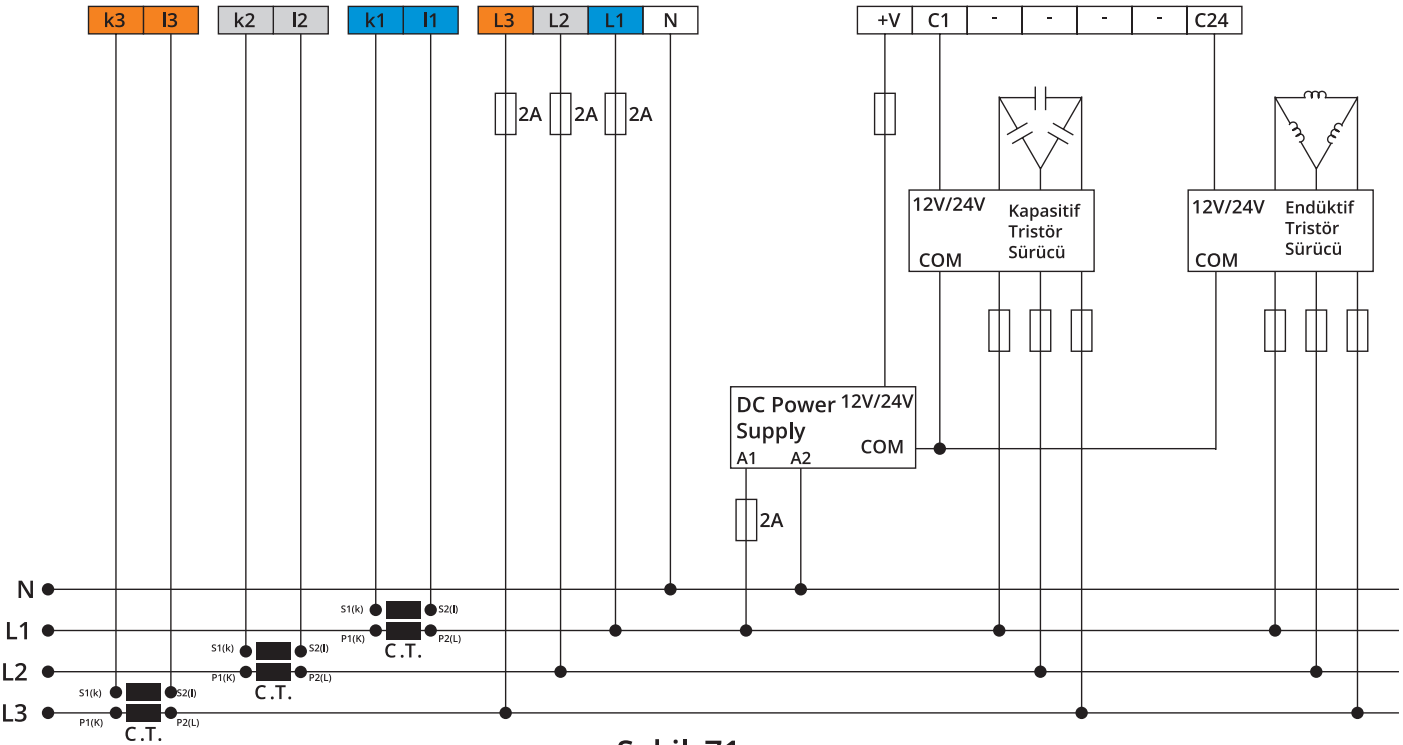 k3 l3 k2 l2 k1 l1 L3 L2 L1 N +V C1 - - - - C24
2A 2A 2A
12V/24V
Kapasitif
Tristör
Sürücü
COM
12V/24V
Endüktif
Tristör
Sürücü
COM
DC Power
Supply
12V/24V
COM
A1 A2
2A
N
S1(k) S2(l)
L1
P1(K) P2(L)
C.T.
S1(k) S2(l)
L2
P1(K) P2(L)
C.T.
S1(k) S2(l)
L3
P1(K) P2(L)
C.T.